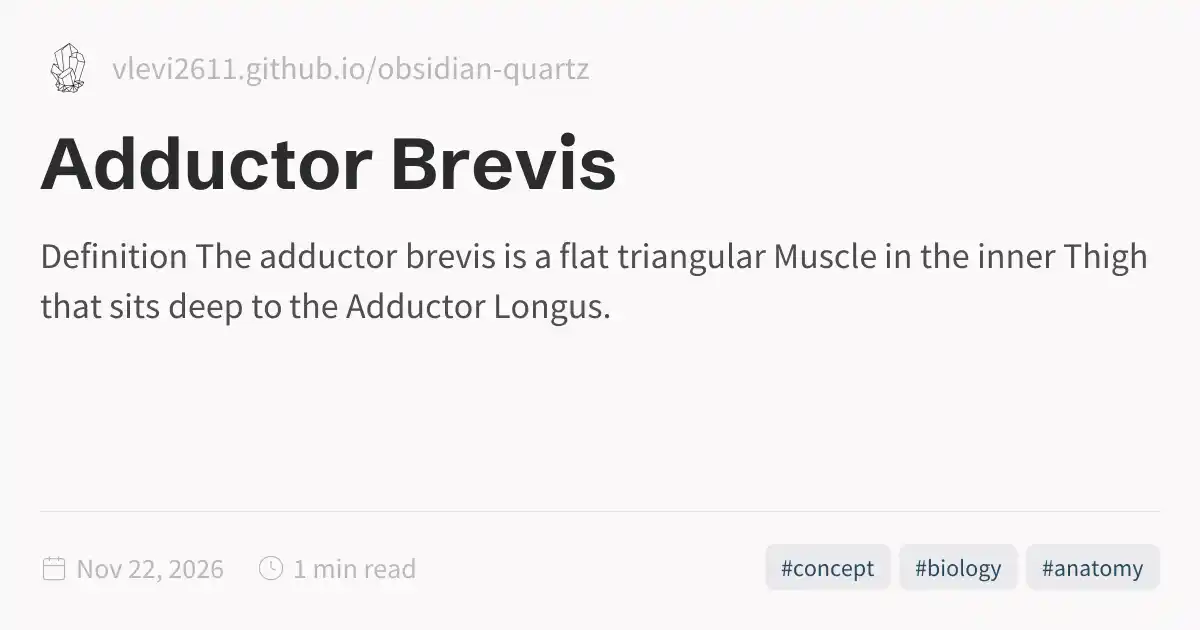 vlevi2611.github.io/obsidian-quartz
Adductor Brevis
Definition The adductor brevis is a flat triangular Muscle in the inner Thigh
that sits deep to the Adductor Longus.
Nov 22, 2026 1 min read #concept #biology #anatomy